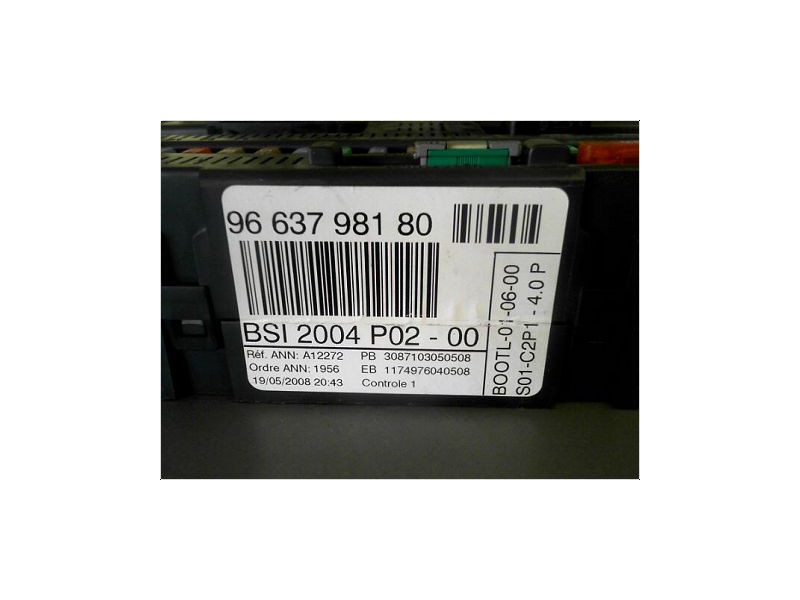 96 637 981 80
BSI 2004 P02 - 00
Réf. ANN: A12272 PB 3087103050508
Ordre ANN: 1956 EB 1174976040508
19/05/2008 20:43 Controle 1
BOOTL-01-06-00
S01-C2P1 - 4.0 P